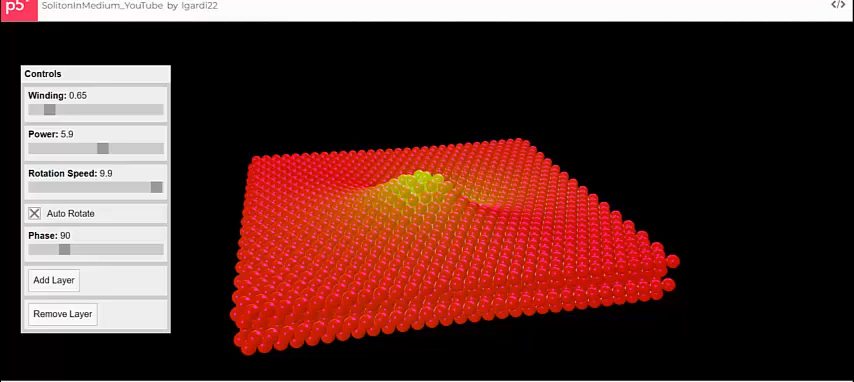 p5*
SolitonInMedium_YouTube by lgardi22
</>
Controls
Winding: 0.65
Power: 5.9
Rotation Speed: 9.9
Auto Rotate
Phase: 90
Add Layer
Remove Layer